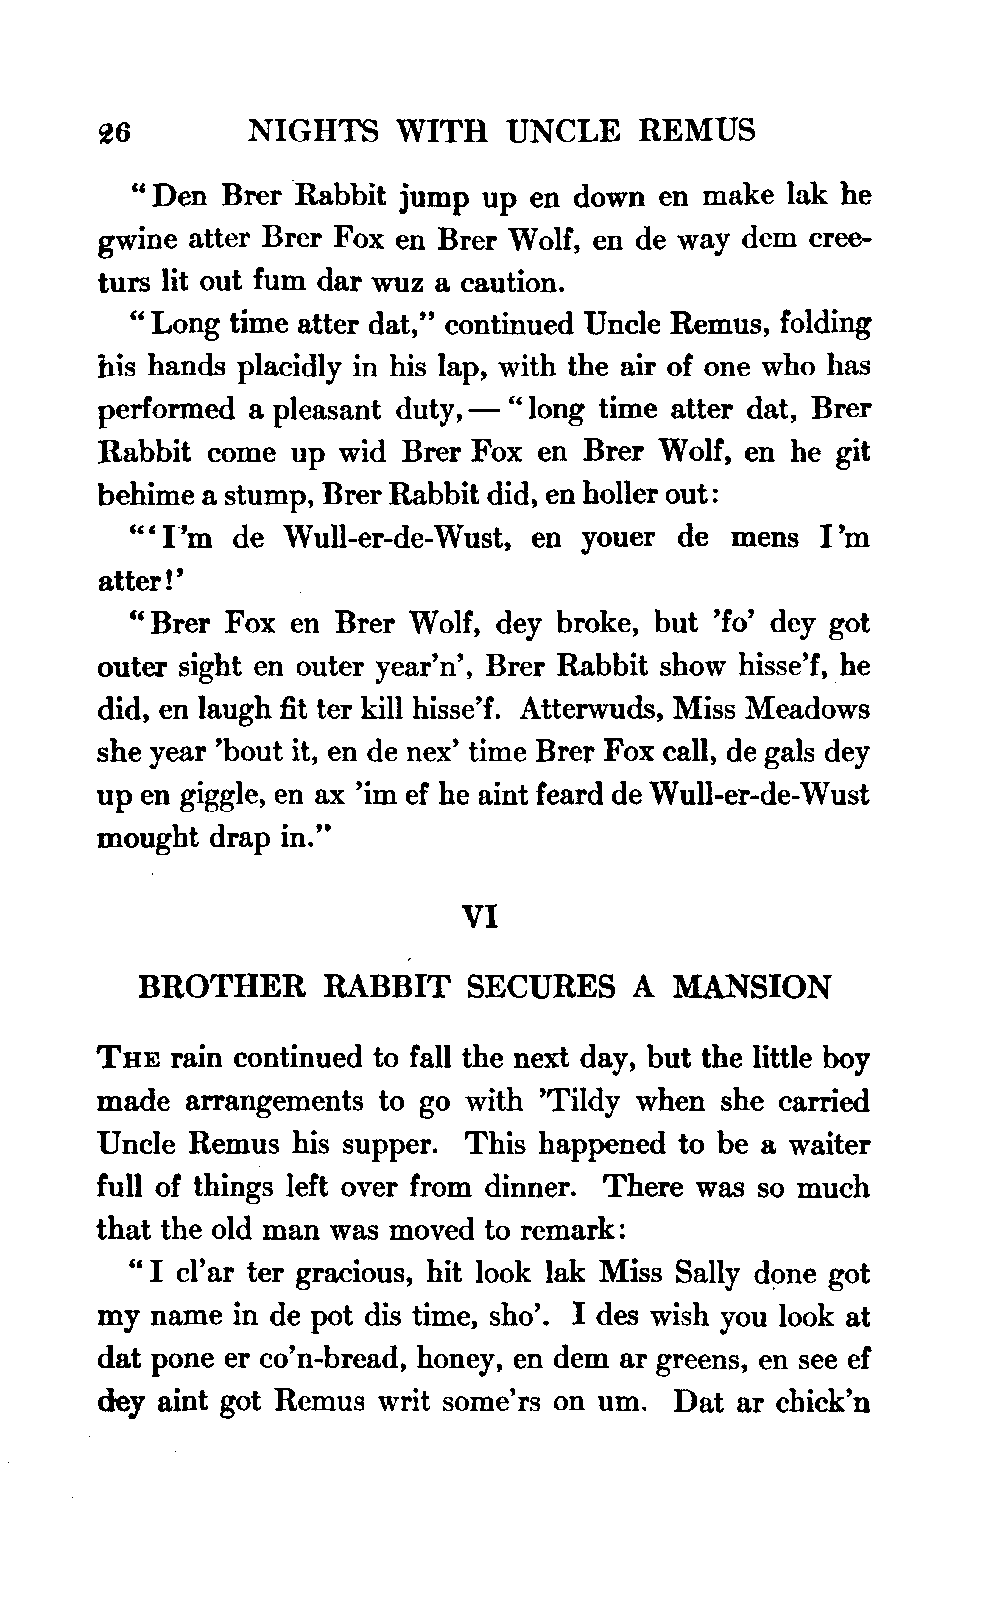 26 NIGHTS WITH UNCLE REMUS
“Den Brer Rabbit jump up en down en make lak he
gwine atter Brer Fox en Brer Wolf, en de way dem cree-
turs lit out fum dar wuz a caution.
“Long time atter dat,” continued Uncle Remus, folding
his hands placidly in his lap, with the air of one who has
performed a pleasant duty,— “long time atter dat, Brer
Rabbit come up wid Brer Fox en Brer Wolf, en he git
behime a stump, Brer Rabbit did, en holler out:
“‘I’m de Wull-er-de-Wust, en youer de mens I’m
atter!’
“Brer Fox en Brer Wolf, dey broke, but ’fo’ dey got
outer sight en outer year’n’, Brer Rabbit show hisse’f, he
did, en laugh fit ter kill hisse’f. Atterwuds, Miss Meadows
she year ’bout it, en de nex’ time Brer Fox call, de gals dey
up en giggle, en ax ’im ef he aint feard de Wull-er-de-Wust
mought drap in.”
VI
BROTHER RABBIT SECURES A MANSION
THE rain continued to fall the next day, but the little boy
made arrangements to go with ’Tildy when she carried
Uncle Remus his supper. This happened to be a waiter
full of things left over from dinner. There was so much
that the old man was moved to remark:
“I cl’ar ter gracious, hit look lak Miss Sally done got
my name in de pot dis time, sho’. I des wish you look at
dat pone er co’n-bread, honey, en dem ar greens, en see ef
dey aint got Remus writ some’rs on um. Dat ar chick’n